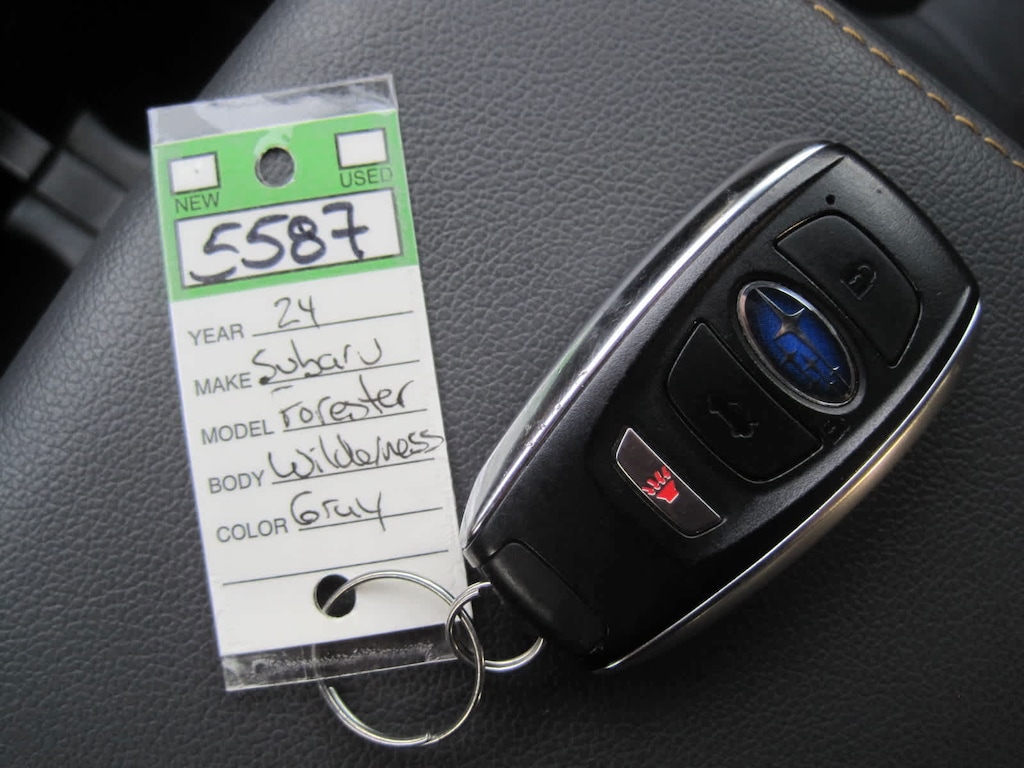 NEW USED
5587
YEAR 24
MAKE Subaru
MODEL Forester
BODY Wilderness
COLOR Gray